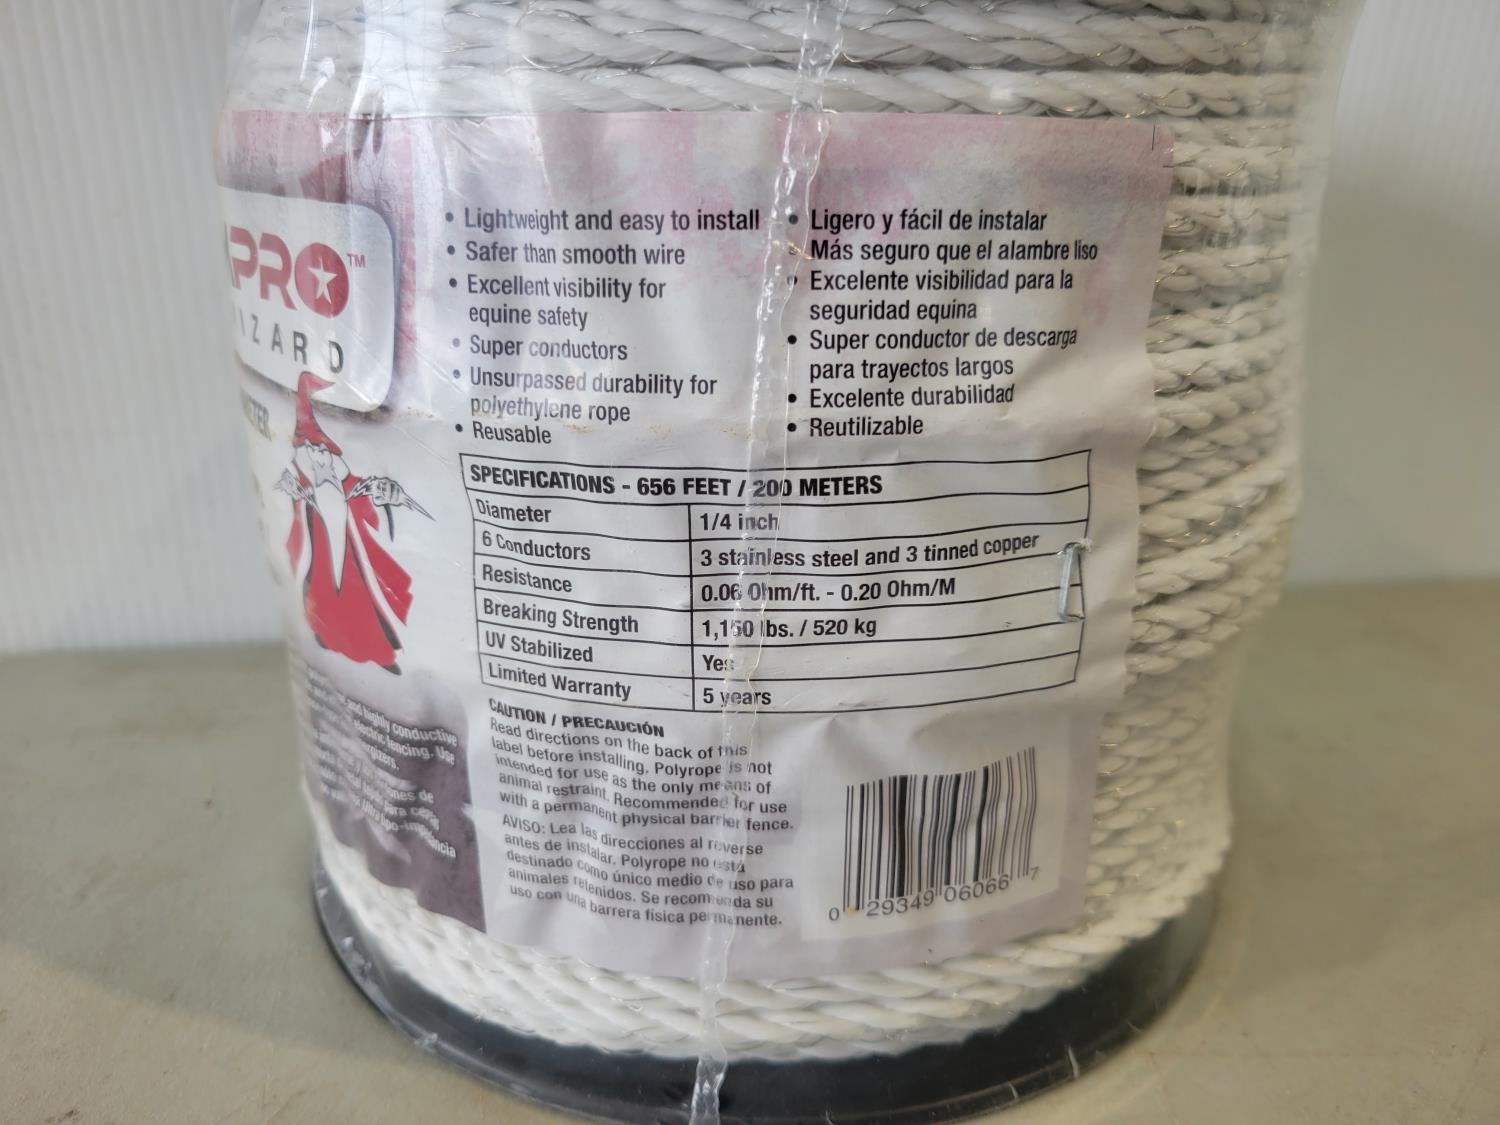 PRO™
IZARD
Lightweight and easy to install
Safer than smooth wire
Excellent visibility for
equine safety
Super conductors
Unsurpassed durability for
polyethylene rope
Reusable
Ligero y fácil de instalar
Más seguro que el alambre liso
Excelente visibilidad para la
seguridad equina
Super conductor de descarga
para trayectos largos
Excelente durabilidad
Reutilizable
SPECIFICATIONS - 656 FEET / 200 METERS
Diameter 1/4 inch
6 Conductors 3 stainless steel and 3 tinned copper
Resistance 0.06 Ohm/ft. - 0.20 Ohm/M
Breaking Strength 1,150 lbs. / 520 kg
UV Stabilized Yes
Limited Warranty 5 years
CAUTION / PRECAUCIÓN
Read directions on the back of this
label before installing. Polyrope is not
intended for use as the only means of
animal restraint. Recommended for use
with a permanent physical barrier fence.
AVISO: Lea las direcciones al reverse
antes de instalar. Polyrope no está
destinado como único medio de uso para
animales retenidos. Se recomienda su
uso con una barrera física permanente.
and highly conductive
electric fencing. Use
0 29349 06066 7